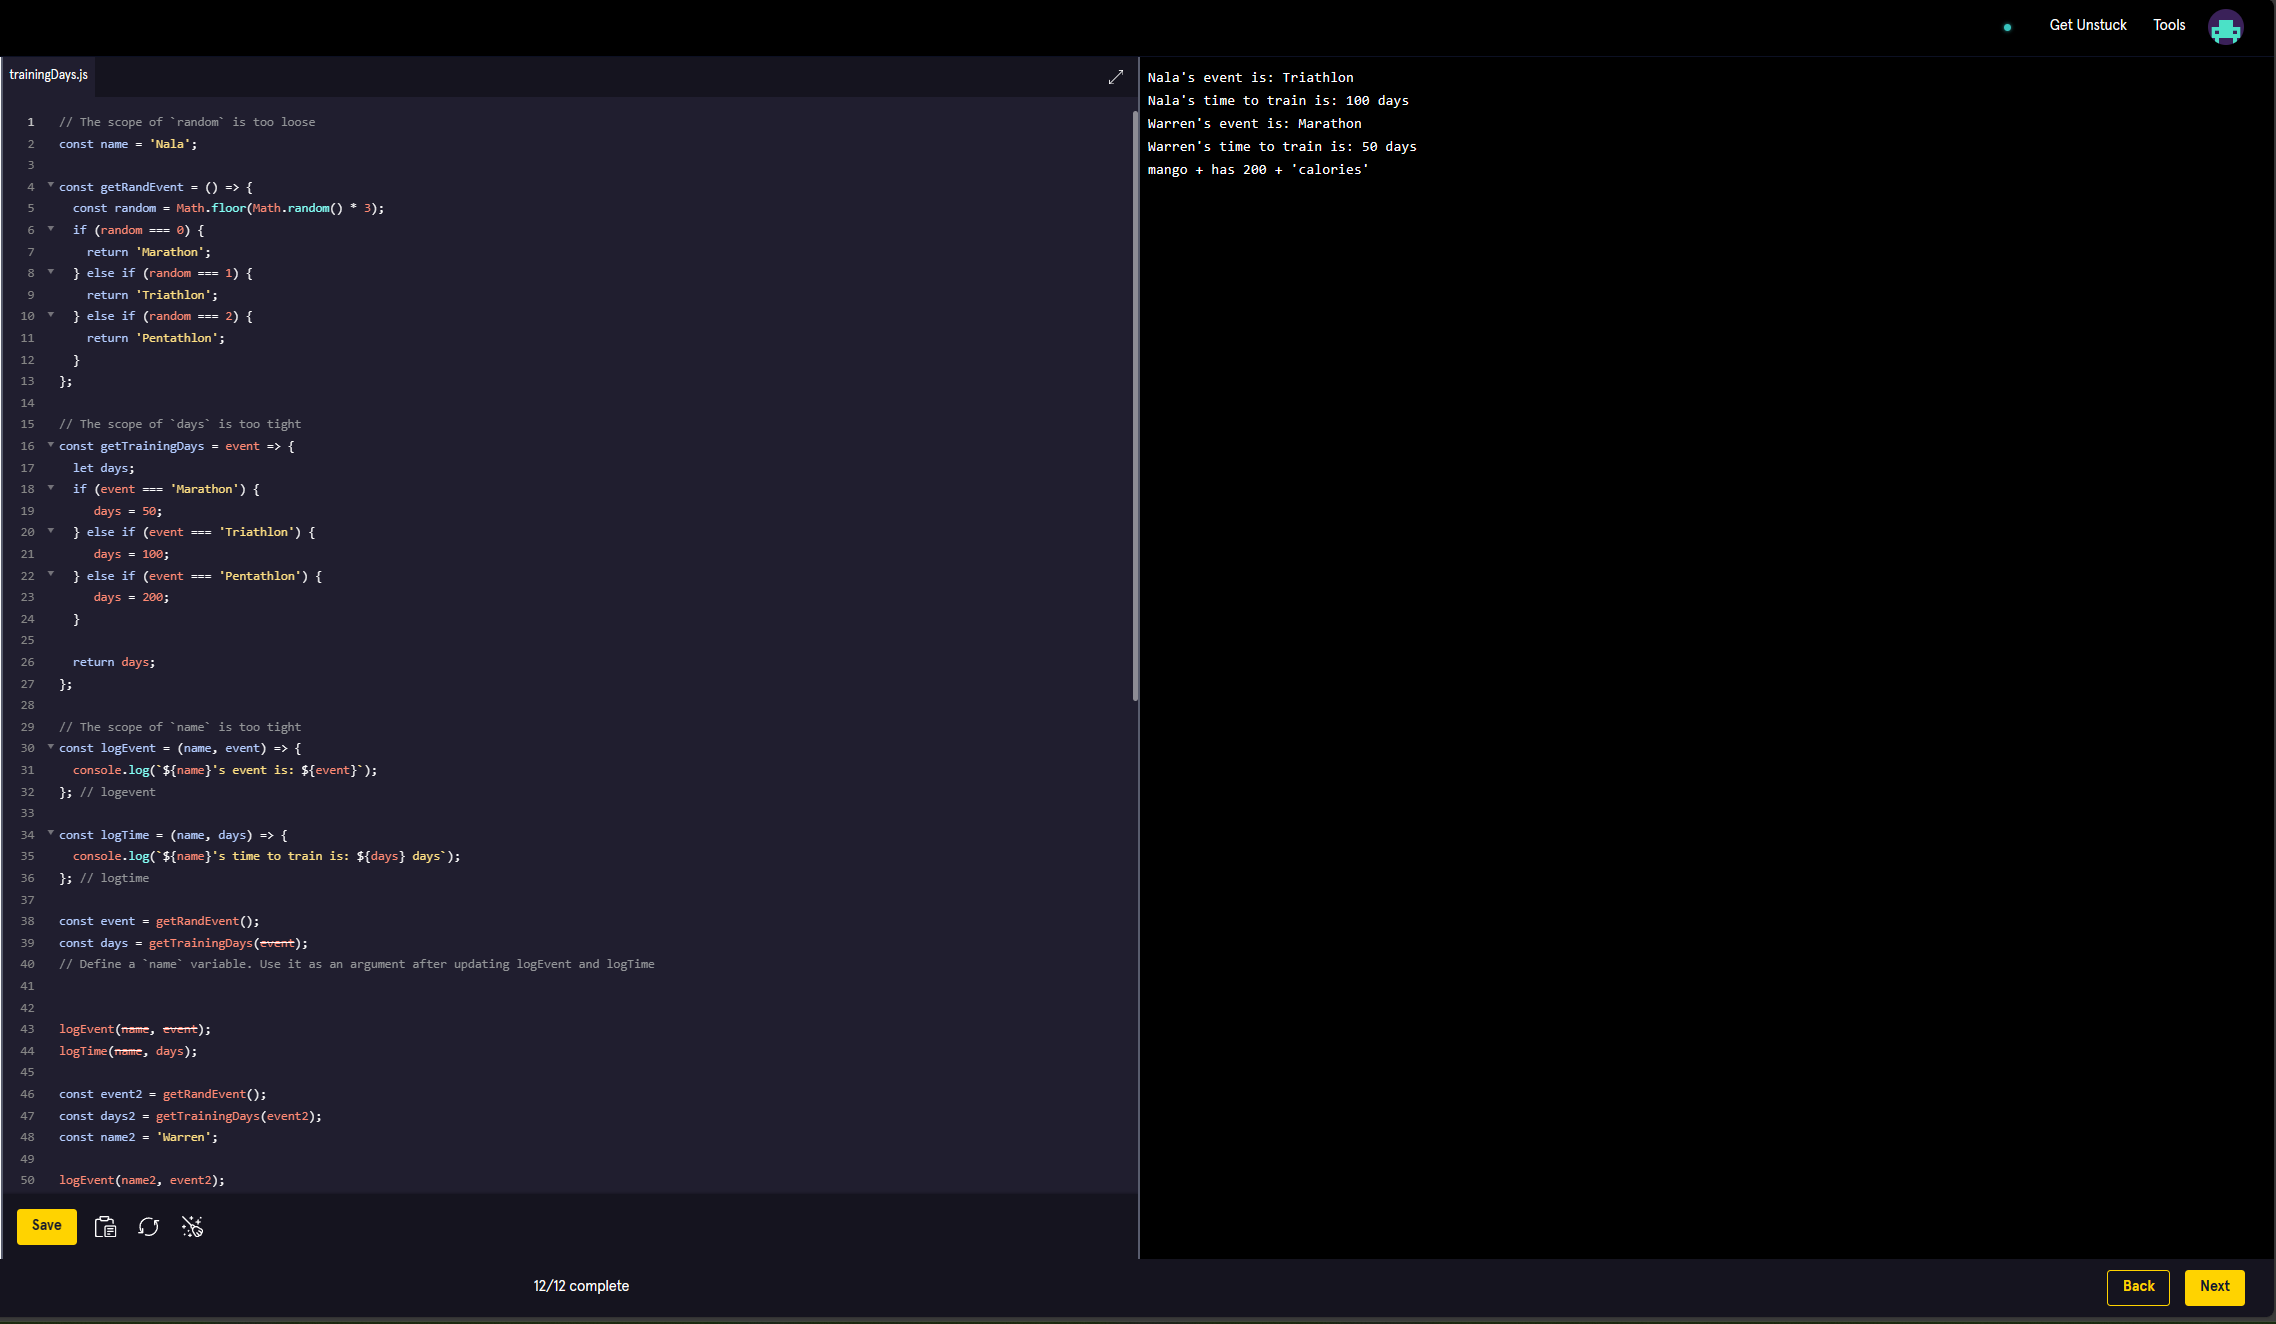 Get Unstuck Tools
trainingDays.js
1 // The scope of `random` is too loose
2 const name = 'Nala';
3
4 const getRandEvent = () => {
5   const random = Math.floor(Math.random() * 3);
6   if (random === 0) {
7     return 'Marathon';
8   } else if (random === 1) {
9     return 'Triathlon';
10   } else if (random === 2) {
11     return 'Pentathlon';
12   }
13 };
14
15 // The scope of `days` is too tight
16 const getTrainingDays = event => {
17   let days;
18   if (event === 'Marathon') {
19      days = 50;
20   } else if (event === 'Triathlon') {
21      days = 100;
22   } else if (event === 'Pentathlon') {
23      days = 200;
24   }
25
26   return days;
27 };
28
29 // The scope of `name` is too tight
30 const logEvent = (name, event) => {
31   console.log(`${name}'s event is: ${event}`);
32 }; // logevent
33
34 const logTime = (name, days) => {
35   console.log(`${name}'s time to train is: ${days} days`);
36 }; // logtime
37
38 const event = getRandEvent();
39 const days = getTrainingDays(event);
40 // Define a `name` variable. Use it as an argument after updating logEvent and logTime
41
42
43 logEvent(name, event);
44 logTime(name, days);
45
46 const event2 = getRandEvent();
47 const days2 = getTrainingDays(event2);
48 const name2 = 'Warren';
49
50 logEvent(name2, event2);
Nala's event is: Triathlon
Nala's time to train is: 100 days
Warren's event is: Marathon
Warren's time to train is: 50 days
mango + has 200 + 'calories'
Save
12/12 complete
Back Next